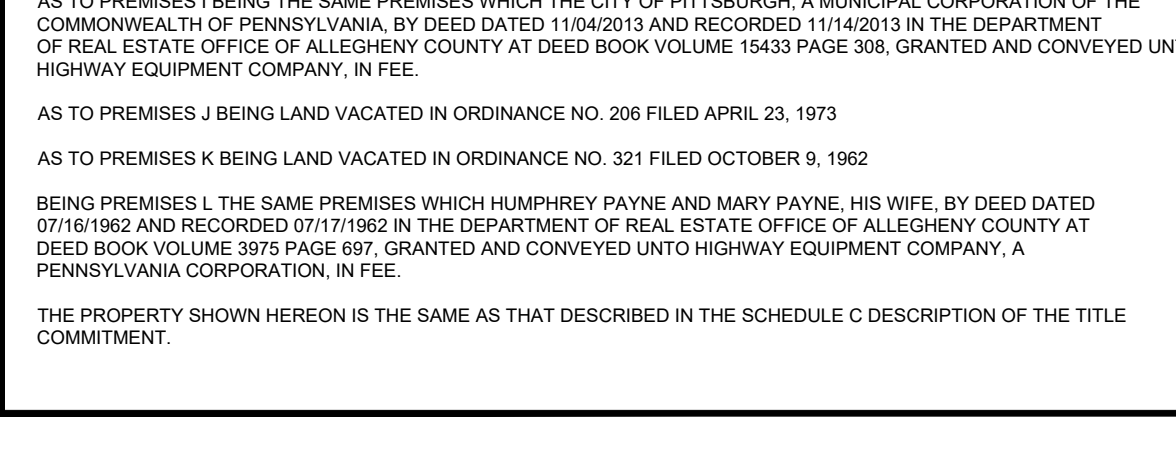 AS TO PREMISES I BEING THE SAME PREMISES WHICH THE CITY OF PITTSBURGH, A MUNICIPAL CORPORATION OF THE
COMMONWEALTH OF PENNSYLVANIA, BY DEED DATED 11/04/2013 AND RECORDED 11/14/2013 IN THE DEPARTMENT
OF REAL ESTATE OFFICE OF ALLEGHENY COUNTY AT DEED BOOK VOLUME 15433 PAGE 308, GRANTED AND CONVEYED
HIGHWAY EQUIPMENT COMPANY, IN FEE.
AS TO PREMISES J BEING LAND VACATED IN ORDINANCE NO. 206 FILED APRIL 23, 1973
AS TO PREMISES K BEING LAND VACATED IN ORDINANCE NO. 321 FILED OCTOBER 9, 1962
BEING PREMISES L THE SAME PREMISES WHICH HUMPHREY PAYNE AND MARY PAYNE, HIS WIFE, BY DEED DATED
07/16/1962 AND RECORDED 07/17/1962 IN THE DEPARTMENT OF REAL ESTATE OFFICE OF ALLEGHENY COUNTY AT
DEED BOOK VOLUME 3975 PAGE 697, GRANTED AND CONVEYED UNTO HIGHWAY EQUIPMENT COMPANY, A
PENNSYLVANIA CORPORATION, IN FEE.
THE PROPERTY SHOWN HEREON IS THE SAME AS THAT DESCRIBED IN THE SCHEDULE C DESCRIPTION OF THE TITLE
COMMITMENT.